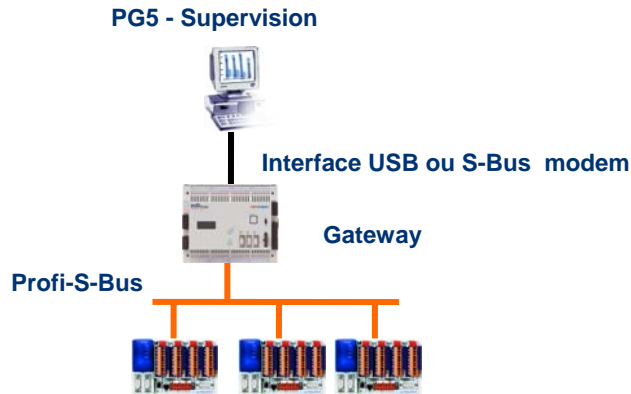 PG5 - Supervision
Interface USB ou S-Bus modem
Gateway
Profi-S-Bus